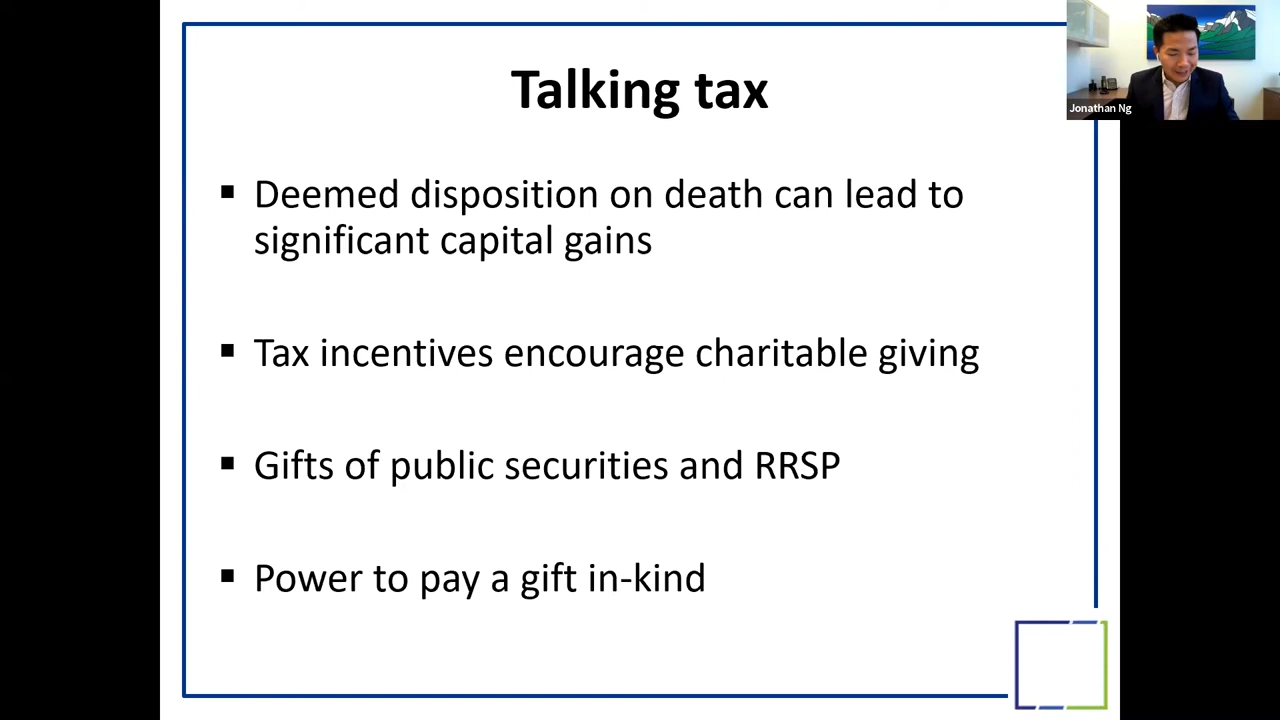 Talking tax
Jonathan Ng
▪ Deemed disposition on death can lead to
significant capital gains
▪ Tax incentives encourage charitable giving
▪ Gifts of public securities and RRSP
▪ Power to pay a gift in-kind